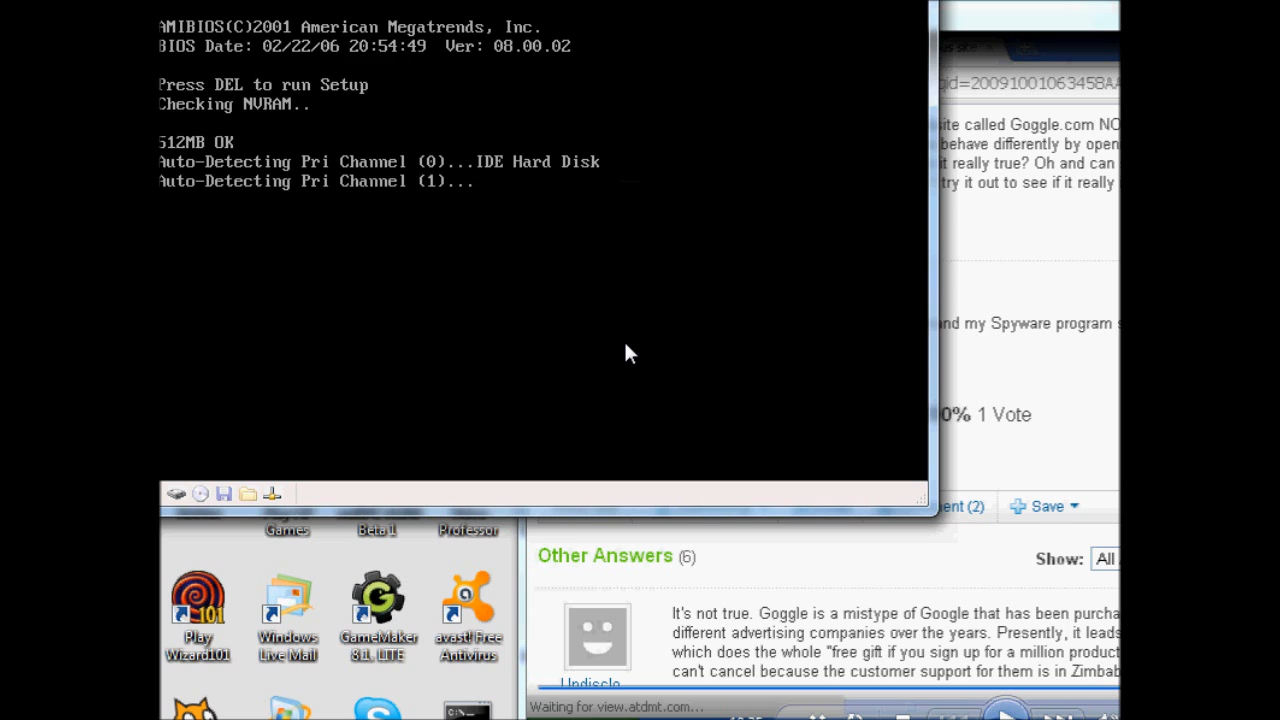 AMIBIOS(C)2001 American Megatrends, Inc.
BIOS Date: 02/22/06 20:54:49 Ver: 08.00.02
Press DEL to run Setup
Checking NVRAM..
512MB OK
Auto-Detecting Pri Channel (0)...IDE Hard Disk
Auto-Detecting Pri Channel (1)...
qid=20091001063458AA
site called Goggle.com NO
behave differently by open
it really true? Oh and can
try it out to see if it really
and my Spyware program
0% 1 Vote
ment (2)
Save
Games
Beta 1
Professor
Other Answers (6)
Show: All
Play
Wizard101
Windows
Live Mail
GameMaker
8.1 LITE
avast! Free
Antivirus
It's not true. Goggle is a mistype of Google that has been purcha
different advertising companies over the years. Presently, it leads
which does the whole "free gift if you sign up for a million product
can't cancel because the customer support for them is in Zimbab
Undisclo
Waiting for view.atdmt.com...